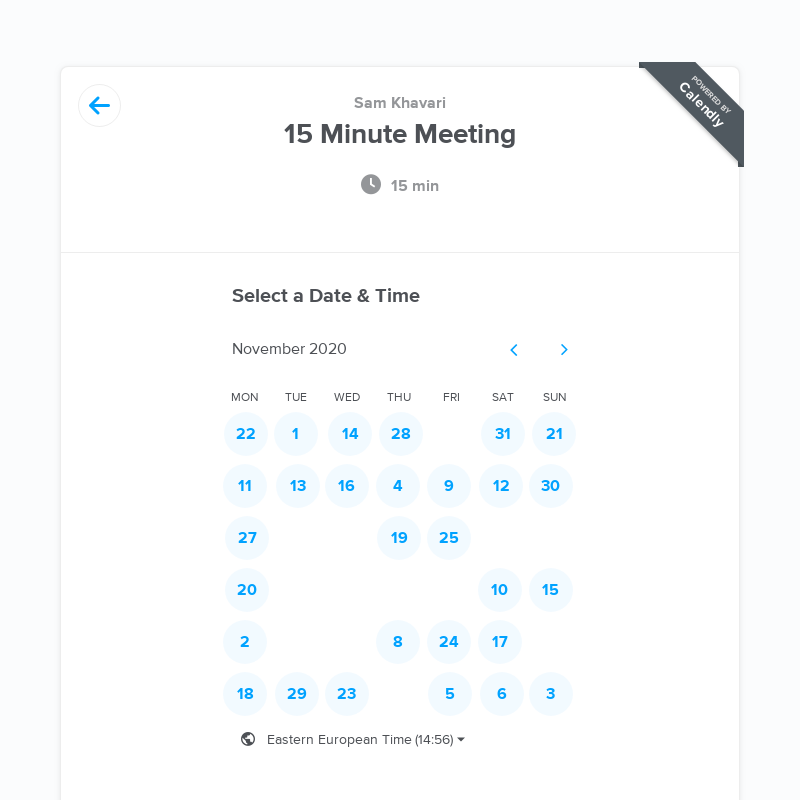 POWERED BY
Calendly
Sam Khavari
15 Minute Meeting
15 min
Select a Date & Time
November 2020
MON TUE WED THU FRI SAT SUN
22 1 14 28 31 21
11 13 16 4 9 12 30
27 19 25
20 10 15
2 8 24 17
18 29 23 5 6 3
Eastern European Time (14:56)